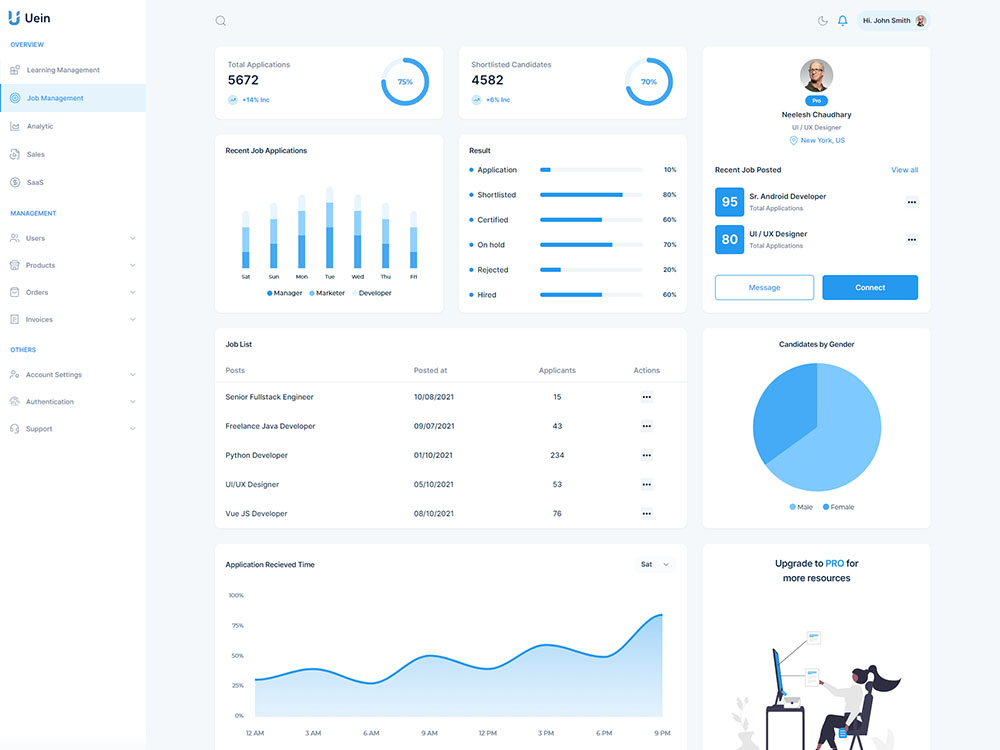 Uein
OVERVIEW
Learning Management
Job Management
Analytic
Sales
SaaS
MANAGEMENT
Users
Products
Orders
Invoices
OTHERS
Account Settings
Authentication
Support
Hi, John Smith
Total Applications
5672
+14% Inc
75%
Shortlisted Candidates
4582
+6% Inc
70%
Pro
Neelesh Chaudhary
UI / UX Designer
New York, US
Recent Job Posted View all
95 Sr. Android Developer
Total Applications
80 UI / UX Designer
Total Applications
Message Connect
Recent Job Applications
Sat Sun Mon Tue Wed Thu Fri
Manager Marketer Developer
Result
Application 10%
Shortlisted 80%
Certified 60%
On hold 70%
Rejected 20%
Hired 60%
Job List
Posts Posted at Applicants Actions
Senior Fullstack Engineer 10/08/2021 15
Freelance Java Developer 09/07/2021 43
Python Developer 01/10/2021 234
UI/UX Designer 05/10/2021 53
Vue JS Developer 08/10/2021 76
Candidates by Gender
Male Female
Application Recieved Time Sat
100%
75%
50%
25%
0%
12 AM 3 AM 6 AM 9 AM 12 PM 3 PM 6 PM 9 PM
Upgrade to PRO for
more resources